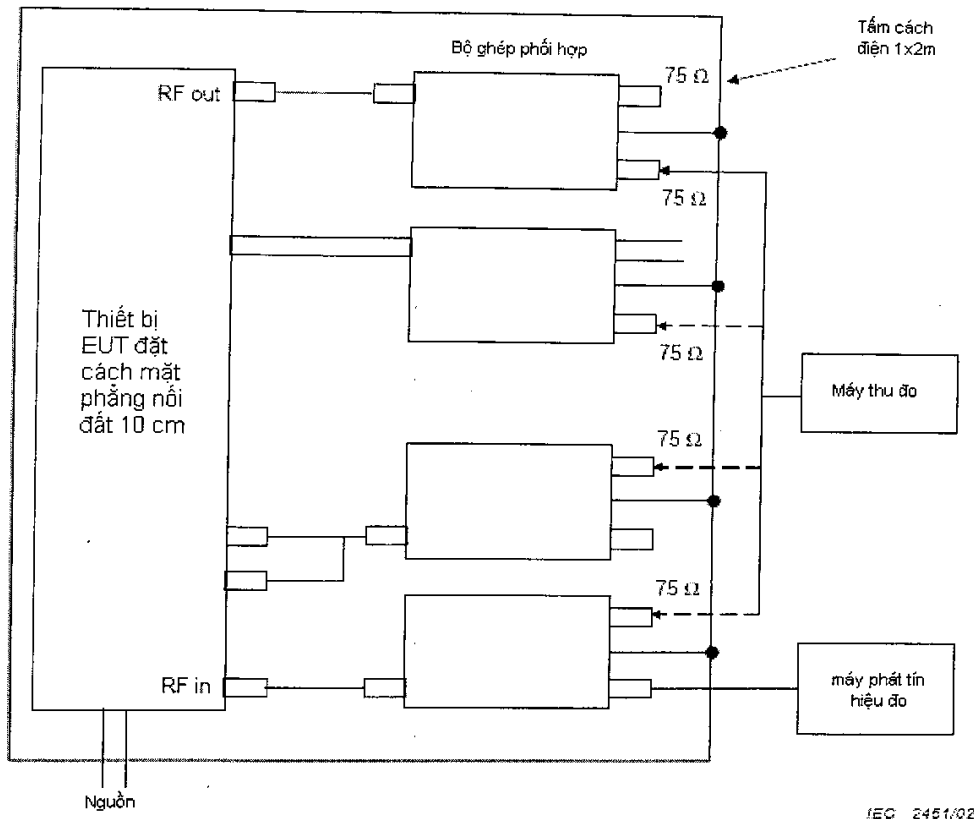 Tấm cách
điện 1x2m
Bộ ghép phối hợp
75 Ω
RF out
75 Ω
Thiết bị
EUT đặt
cách mặt
phẳng nối
đất 10 cm
75 Ω
Máy thu đo
75 Ω
75 Ω
RF in
máy phát tín
hiệu đo
Nguồn
IEC 2451/02